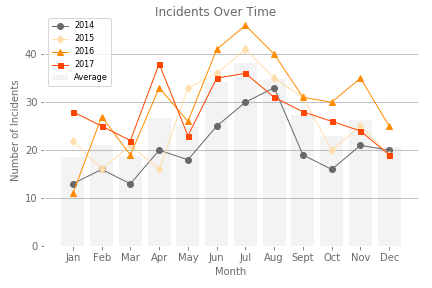 Incidents Over Time
2014
2015
2016
2017
Average
Number of Incidents
40
30
20
10
0
Jan Feb Mar Apr May Jun Jul Aug Sept Oct Nov Dec
Month